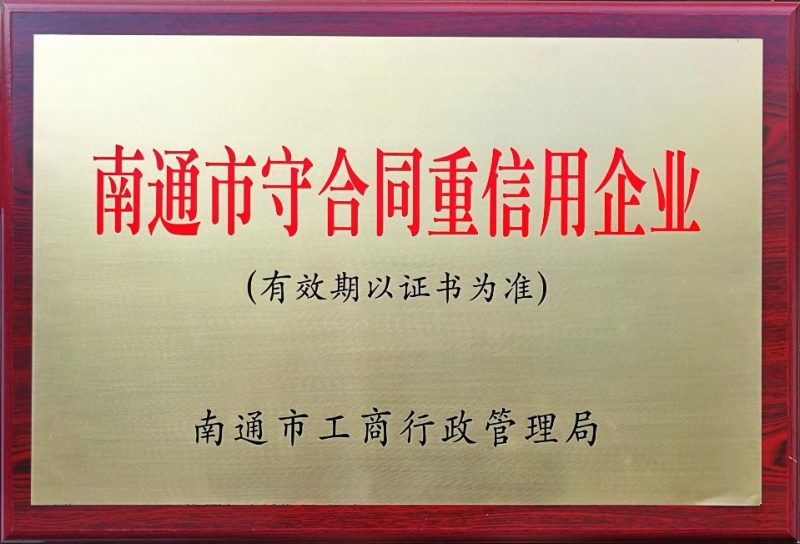 南通市守合同重信用企业
(有效期以证书为准)
南通市工商行政管理局